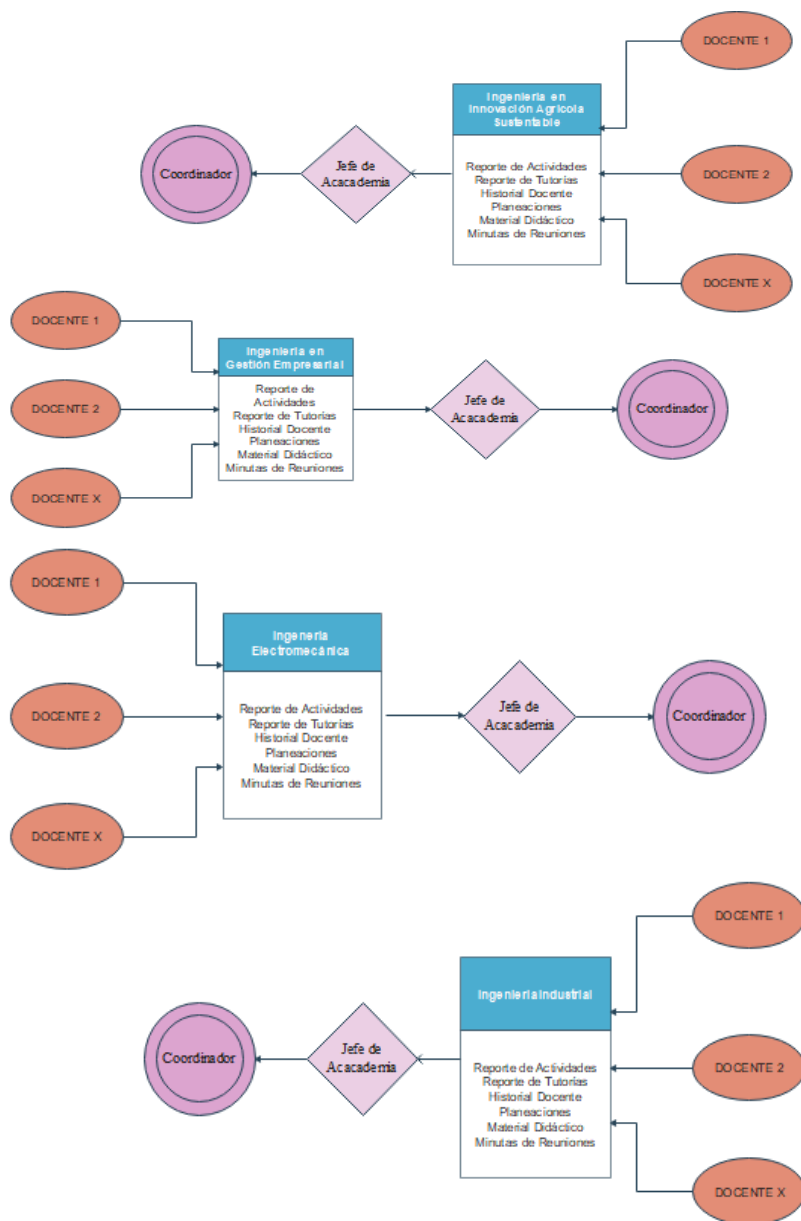 DOCENTE 1
Ingeniería en
Innovación Agrícola
Sustentable
Coordinador
Jefe de
Acacademia
Reporte de Actividades
Reporte de Tutorías
Historial Docente
Planeaciones
Material Didáctico
Minutas de Reuniones
DOCENTE 2
DOCENTE X
DOCENTE 1
Ingeniería en
Gestión Empresarial
DOCENTE 2
Reporte de
Actividades
Reporte de Tutorías
Historial Docente
Planeaciones
Material Didáctico
Minutas de Reuniones
Jefe de
Acacademia
Coordinador
DOCENTE X
DOCENTE 1
Ingenería
Electromecánica
DOCENTE 2
Reporte de Actividades
Reporte de Tutorías
Historial Docente
Planeaciones
Material Didáctico
Minutas de Reuniones
Jefe de
Acacademia
Coordinador
DOCENTE X
DOCENTE 1
Ingeniería Industrial
Coordinador
Jefe de
Acacademia
Reporte de Actividades
Reporte de Tutorías
Historial Docente
Planeaciones
Material Didáctico
Minutas de Reuniones
DOCENTE 2
DOCENTE X